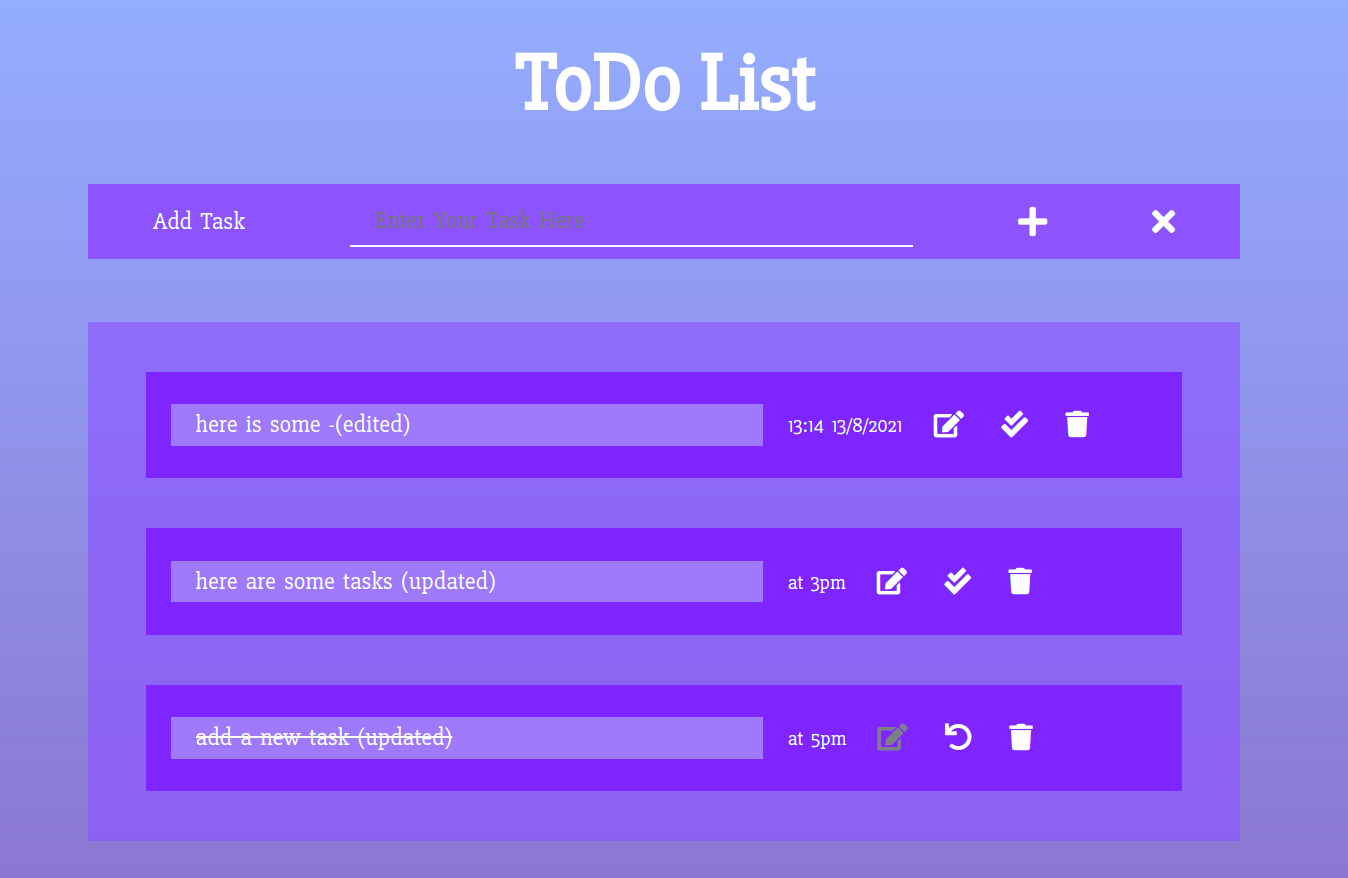 ToDo List
Add Task Enter Your Task Here
here is some -(edited) 13:14 13/8/2021
here are some tasks (updated) at 3pm
add a new task (updated) at 5pm